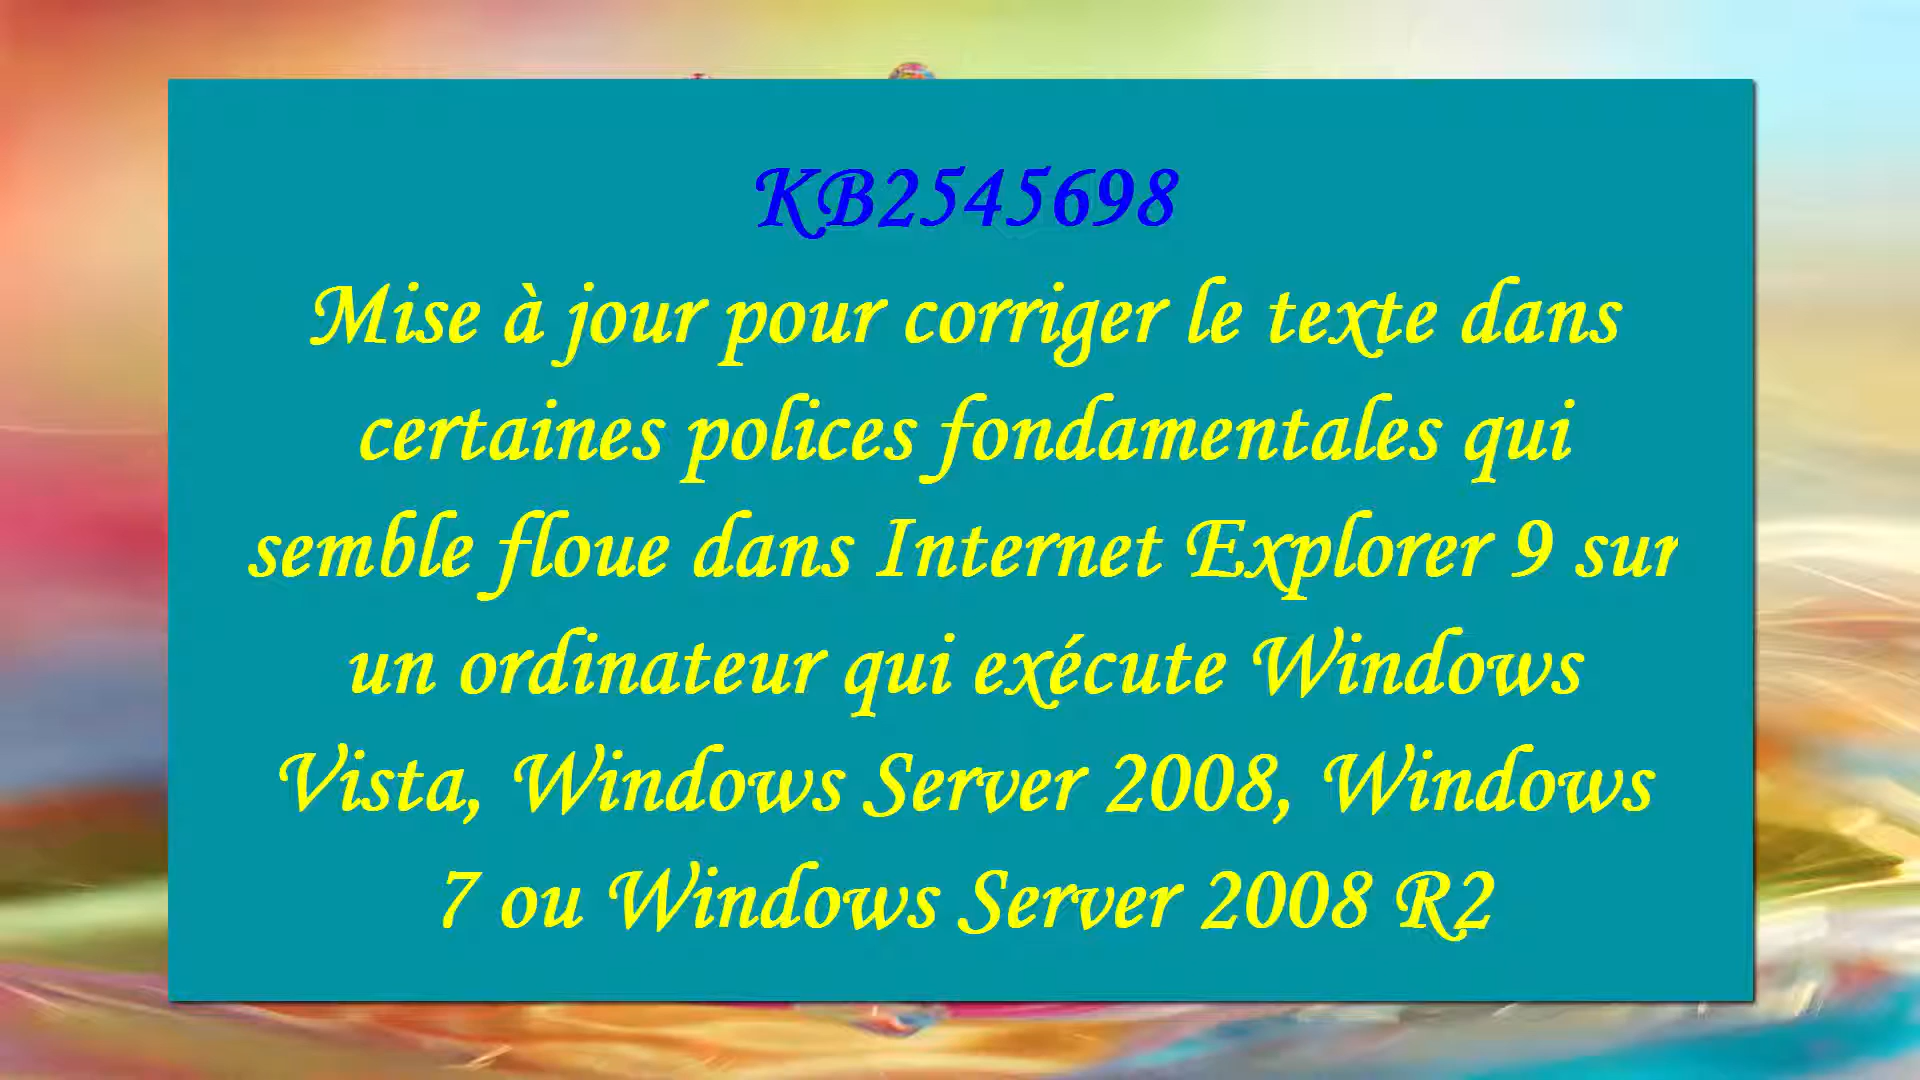 KB2545698
Mise à jour pour corriger le texte dans
certaines polices fondamentales qui
semble floue dans Internet Explorer 9 sur
un ordinateur qui exécute Windows
Vista, Windows Server 2008, Windows
7 ou Windows Server 2008 R2